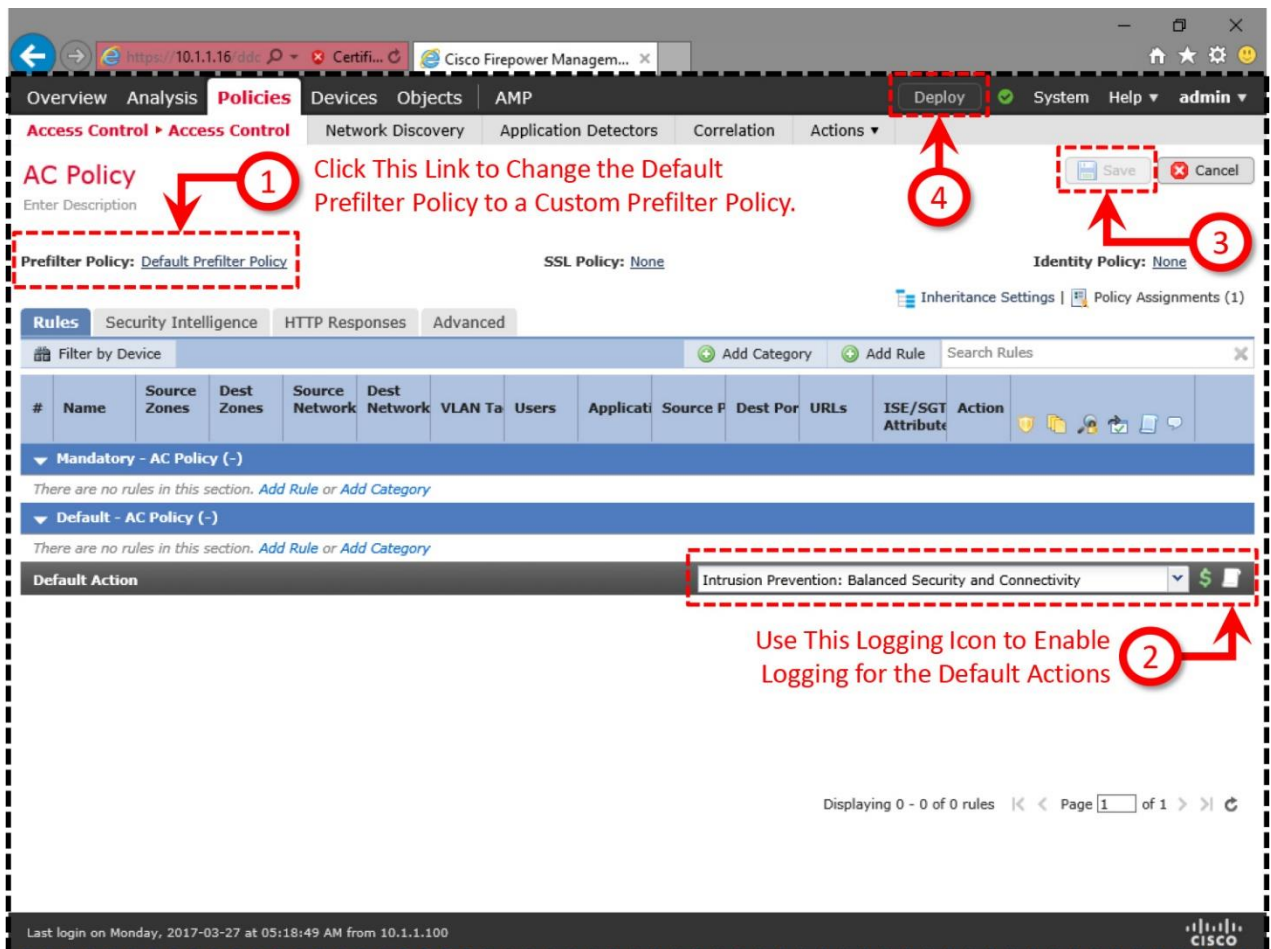 https://10.1.1.16/ddc Certifi... Cisco Firepower Managem...
Overview Analysis Policies Devices Objects AMP Deploy System Help admin
Access Control Access Control Network Discovery Application Detectors Correlation Actions
AC Policy
Enter Description
1
Click This Link to Change the Default
Prefilter Policy to a Custom Prefilter Policy.
4
Save Cancel
3
Prefilter Policy: Default Prefilter Policy SSL Policy: None Identity Policy: None
Inheritance Settings | Policy Assignments (1)
Rules Security Intelligence HTTP Responses Advanced
Filter by Device Add Category Add Rule Search Rules
# Name Source Zones Dest Zones Source Network Dest Network VLAN Ta Users Applicati Source P Dest Por URLs ISE/SGT Attribute Action
Mandatory - AC Policy (-)
There are no rules in this section. Add Rule or Add Category
Default - AC Policy (-)
There are no rules in this section. Add Rule or Add Category
Default Action Intrusion Prevention: Balanced Security and Connectivity $
Use This Logging Icon to Enable
Logging for the Default Actions
2
Displaying 0 - 0 of 0 rules |< < Page 1 of 1 > >|
Last login on Monday, 2017-03-27 at 05:18:49 AM from 10.1.1.100
CISCO